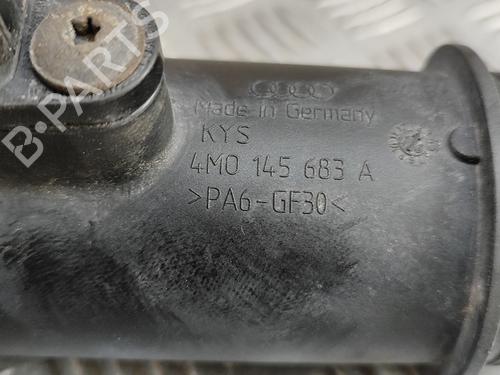 B-PARTS
Made in Germany
KYS
4M0 145 683 A
>PA6-GF30<